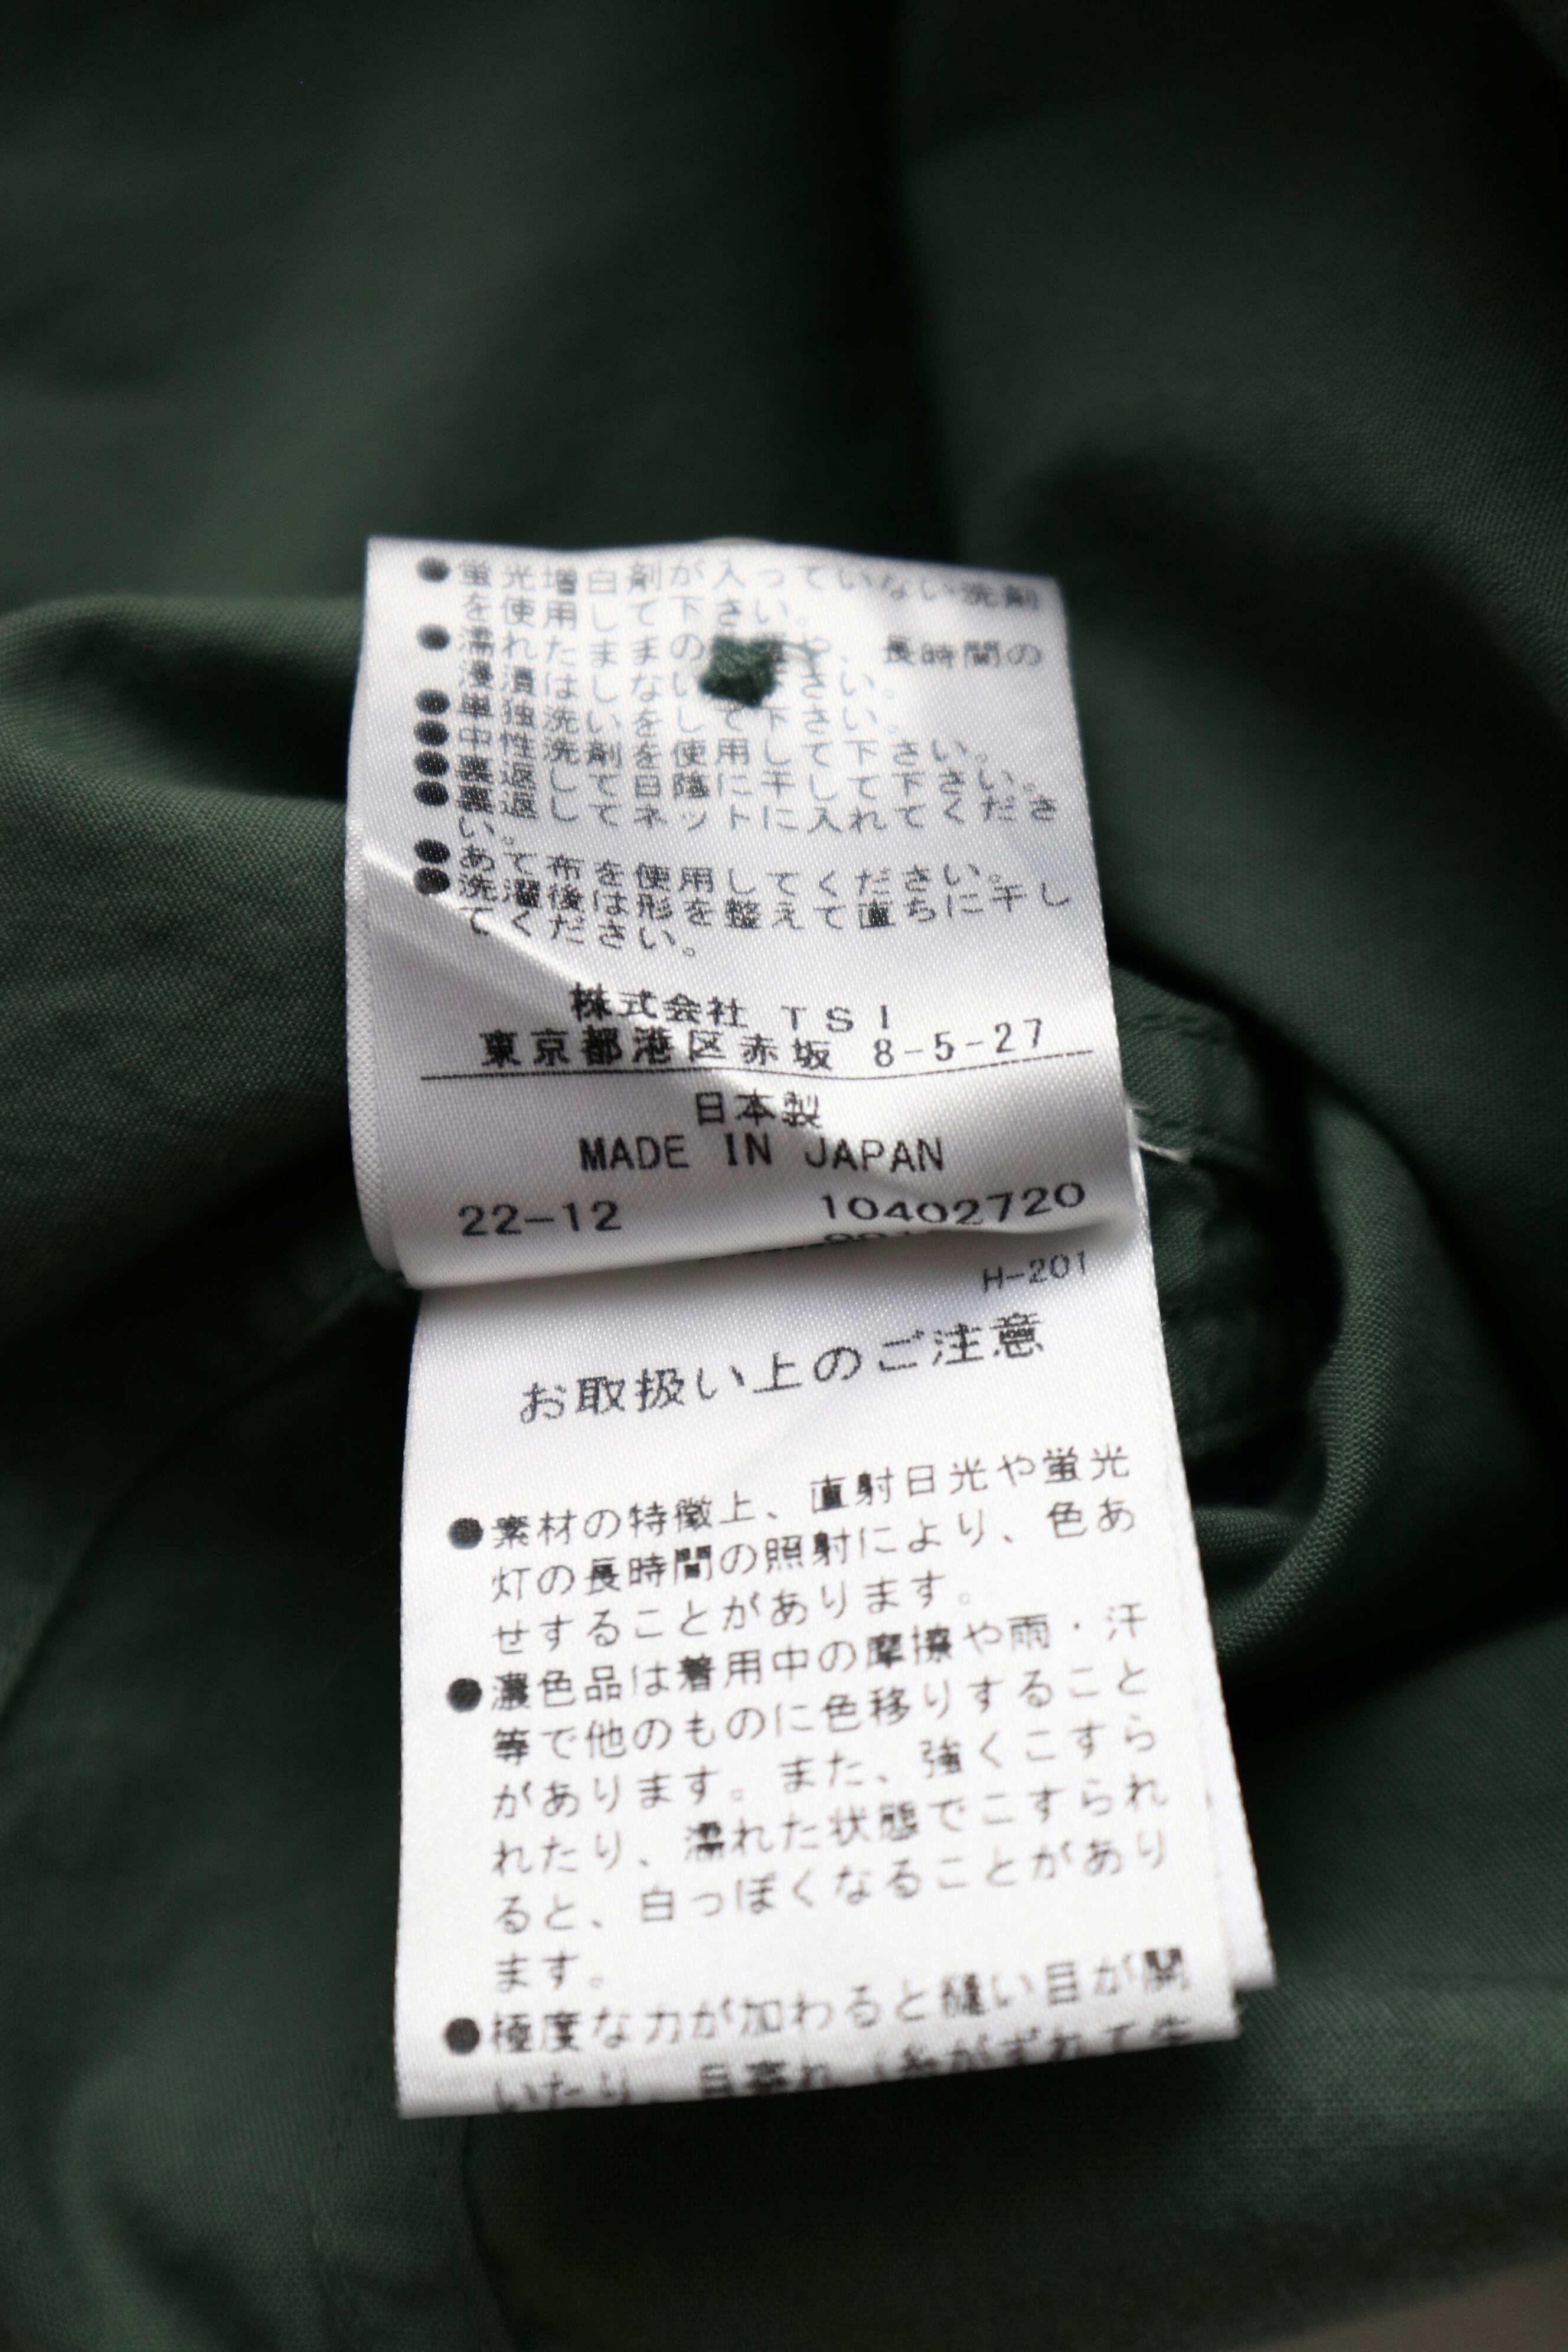 ●蛍光増白剤が入っていない洗剤
を使用して下さい。
●濡れたままの や、長時間の
浸漬はしない さい。
●単独洗いをして下さい。
●中性洗剤を使用して下さい。
●裏返して日陰に干して下さい。
●裏返してネットに入れてくださ
い。
●あて布を使用してください。
●洗濯後は形を整えて直ちに干し
てください。
株式会社 TSI
東京都港区赤坂 8-5-27
日本製
MADE IN JAPAN
22-12 10402720
H-201
お取扱い上のご注意
●素材の特徴上、直射日光や蛍光
灯の長時間の照射により、色あ
せすることがあります。
●濃色品は着用中の摩擦や雨・汗
等で他のものに色移りすること
があります。また、強くこすら
れたり、濡れた状態でこすられ
ると、白っぽくなることがあり
ます。
●極度な力が加わると縫い目が開
いたり、目寄れ(糸がずれて生